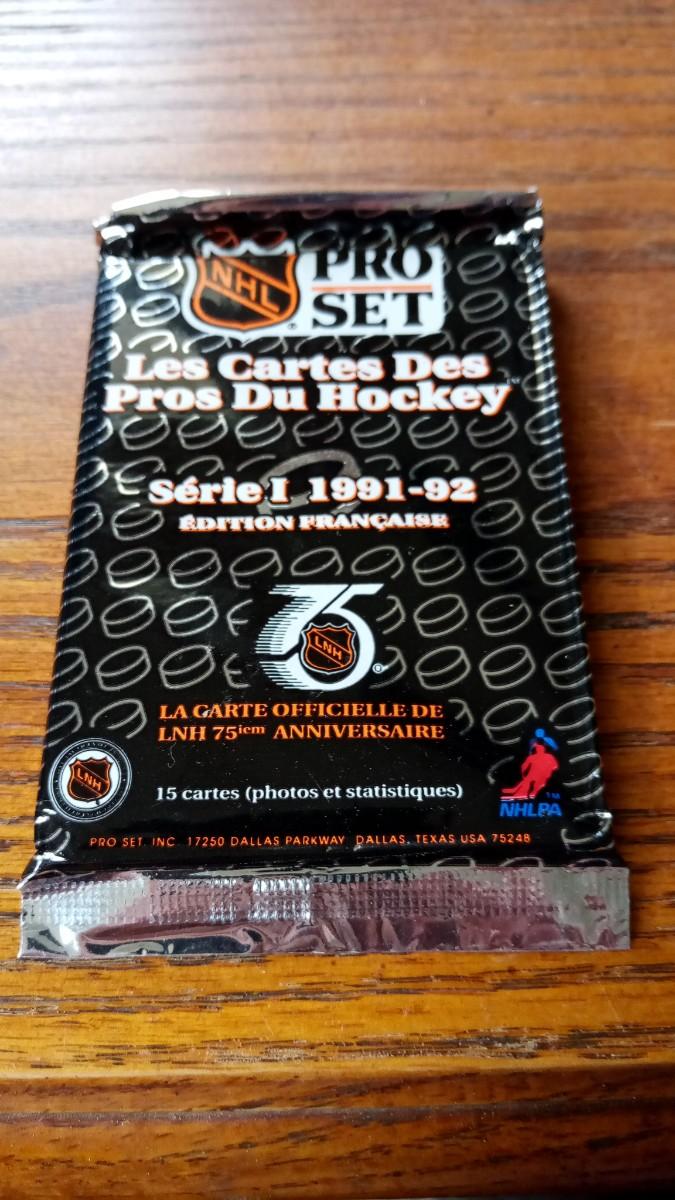 NHL
PRO
SET
Les Cartes Des
Pros Du Hockey
Série I 1991-92
ÉDITION FRANÇAISE
75
LNH
LA CARTE OFFICIELLE DE
LNH 75iem ANNIVERSAIRE
LNH
15 cartes (photos et statistiques)
TM
NHLPA
PRO SET, INC. 17250 DALLAS PARKWAY DALLAS, TEXAS USA 75248